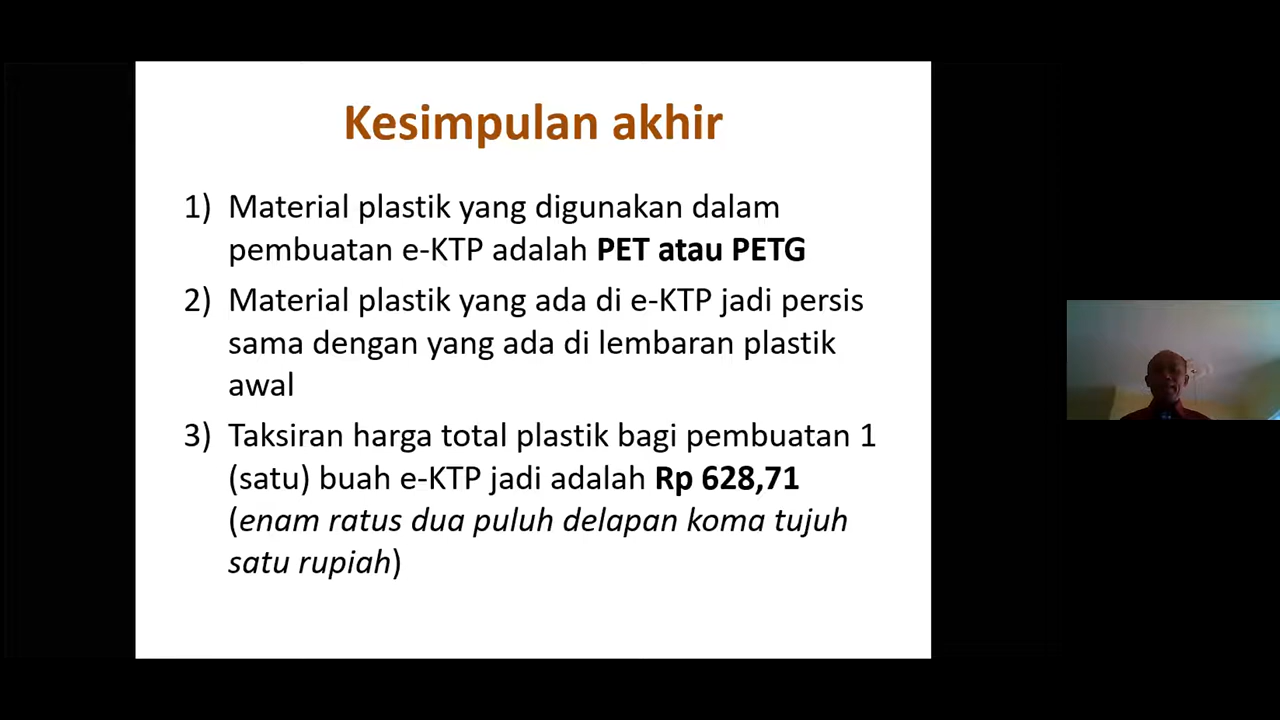 Kesimpulan akhir
1) Material plastik yang digunakan dalam
pembuatan e-KTP adalah PET atau PETG
2) Material plastik yang ada di e-KTP jadi persis
sama dengan yang ada di lembaran plastik
awal
3) Taksiran harga total plastik bagi pembuatan 1
(satu) buah e-KTP jadi adalah Rp 628,71
(enam ratus dua puluh delapan koma tujuh
satu rupiah)